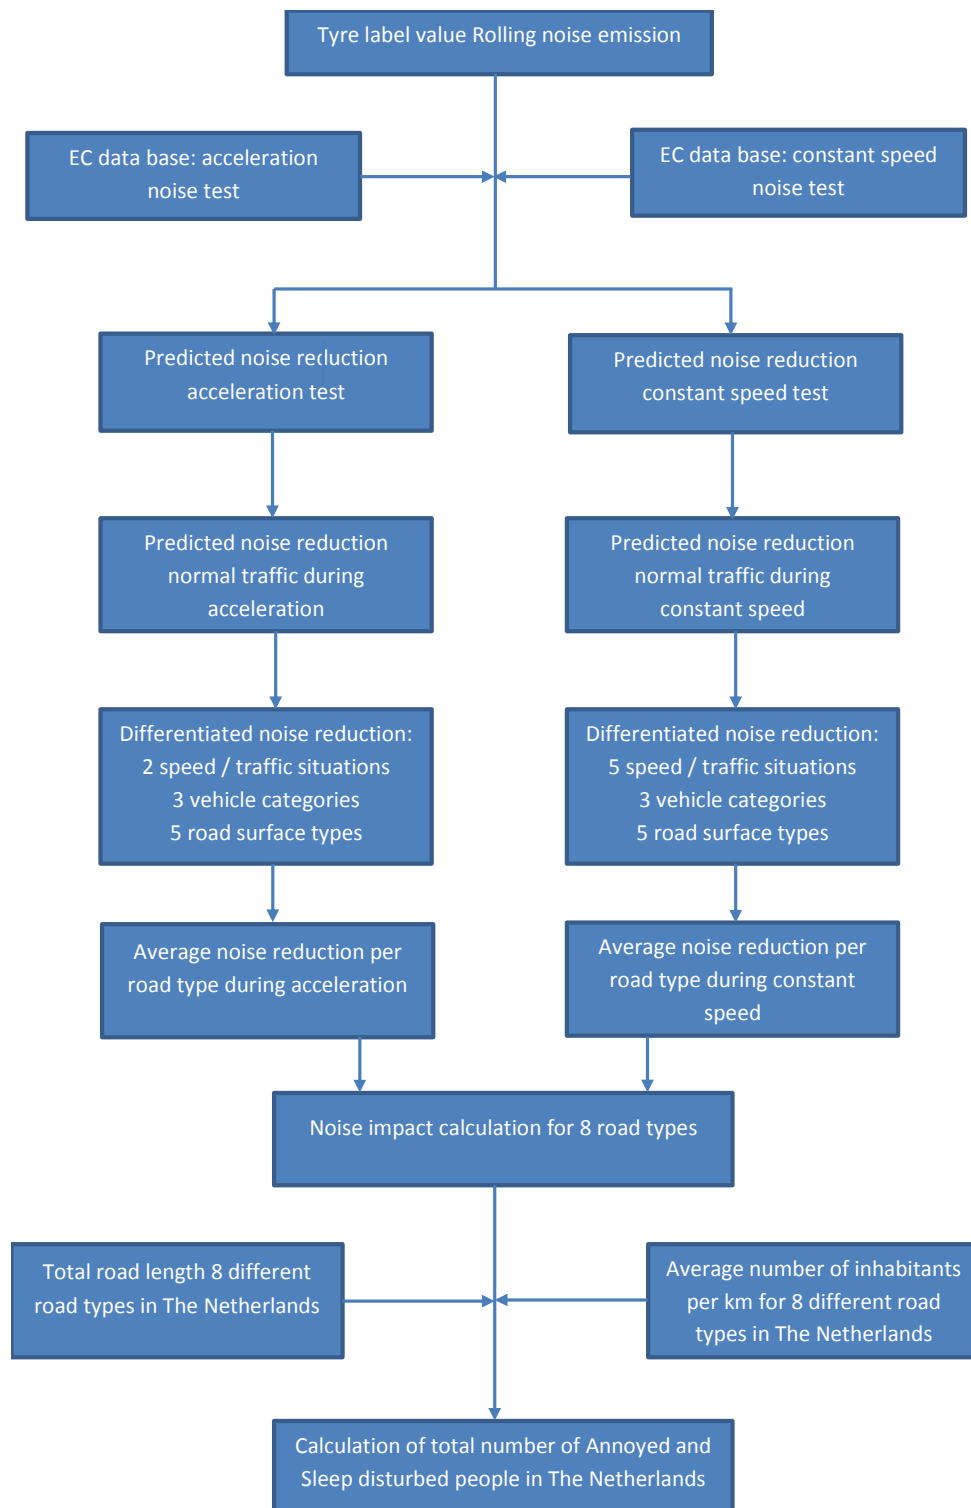 Tyre label value Rolling noise emission
EC data base: acceleration
noise test
EC data base: constant speed
noise test
Predicted noise reduction
acceleration test
Predicted noise reduction
constant speed test
Predicted noise reduction
normal traffic during
acceleration
Predicted noise reduction
normal traffic during
constant speed
Differentiated noise reduction:
2 speed / traffic situations
3 vehicle categories
5 road surface types
Differentiated noise reduction:
5 speed / traffic situations
3 vehicle categories
5 road surface types
Average noise reduction per
road type during acceleration
Average noise reduction per
road type during constant
speed
Noise impact calculation for 8 road types
Total road length 8 different
road types in The Netherlands
Average number of inhabitants
per km for 8 different road
types in The Netherlands
Calculation of total number of Annoyed and
Sleep disturbed people in The Netherlands